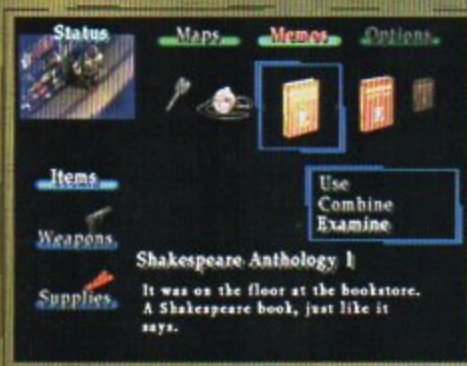 Status
Maps
Memos
Options
Items
Use
Combine
Examine
Weapons
Shakespeare Anthology 1
Supplies
It was on the floor at the bookstore.
A Shakespeare book, just like it
says.